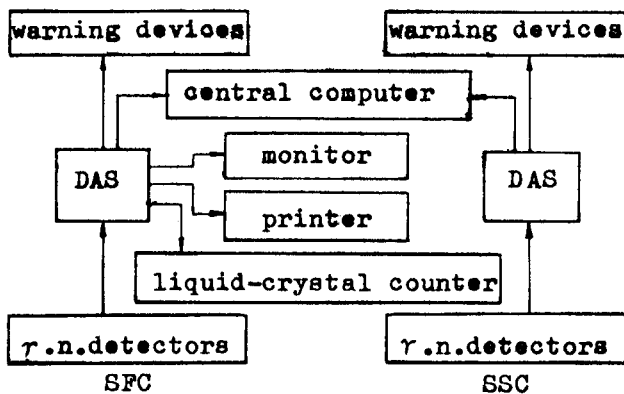 warning devices
warning devices
central computer
DAS
monitor
DAS
printer
liquid-crystal counter
γ.n.detectors
γ.n.detectors
SFC
SSC